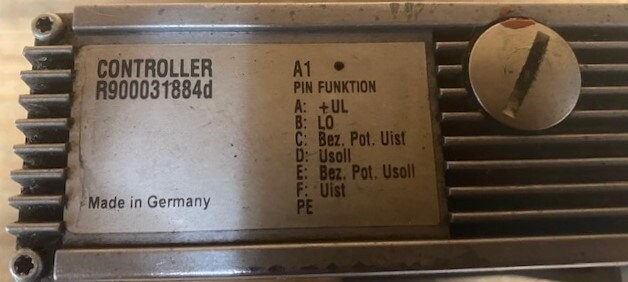 CONTROLLER
R900031884d
Made in Germany
A1 •
PIN FUNKTION
A: +UL
B: LO
C: Bez. Pot. Uist
D: Usoll
E: Bez. Pot. Usoll
F: Uist
PE